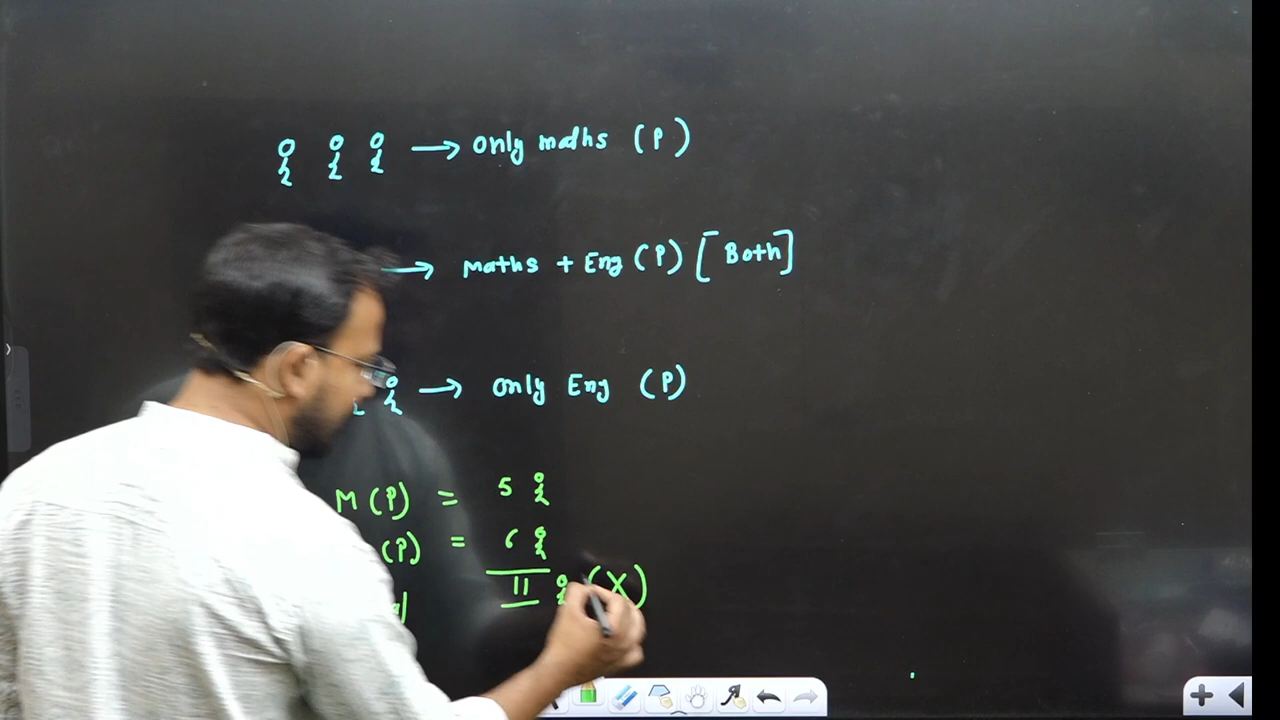 → only maths (P)
→ maths + Eng (P) [Both]
→ only Eng (P)
M (P) = 5
(P) = 6
11 (X)